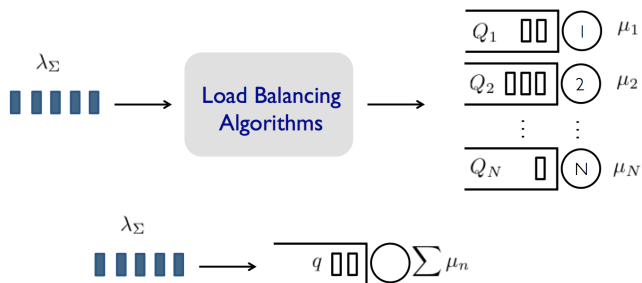 λ_Σ
Load Balancing
Algorithms
Q_1 1 μ_1
Q_2 2 μ_2
⋮ ⋮
Q_N N μ_N
λ_Σ
q ∑ μ_n